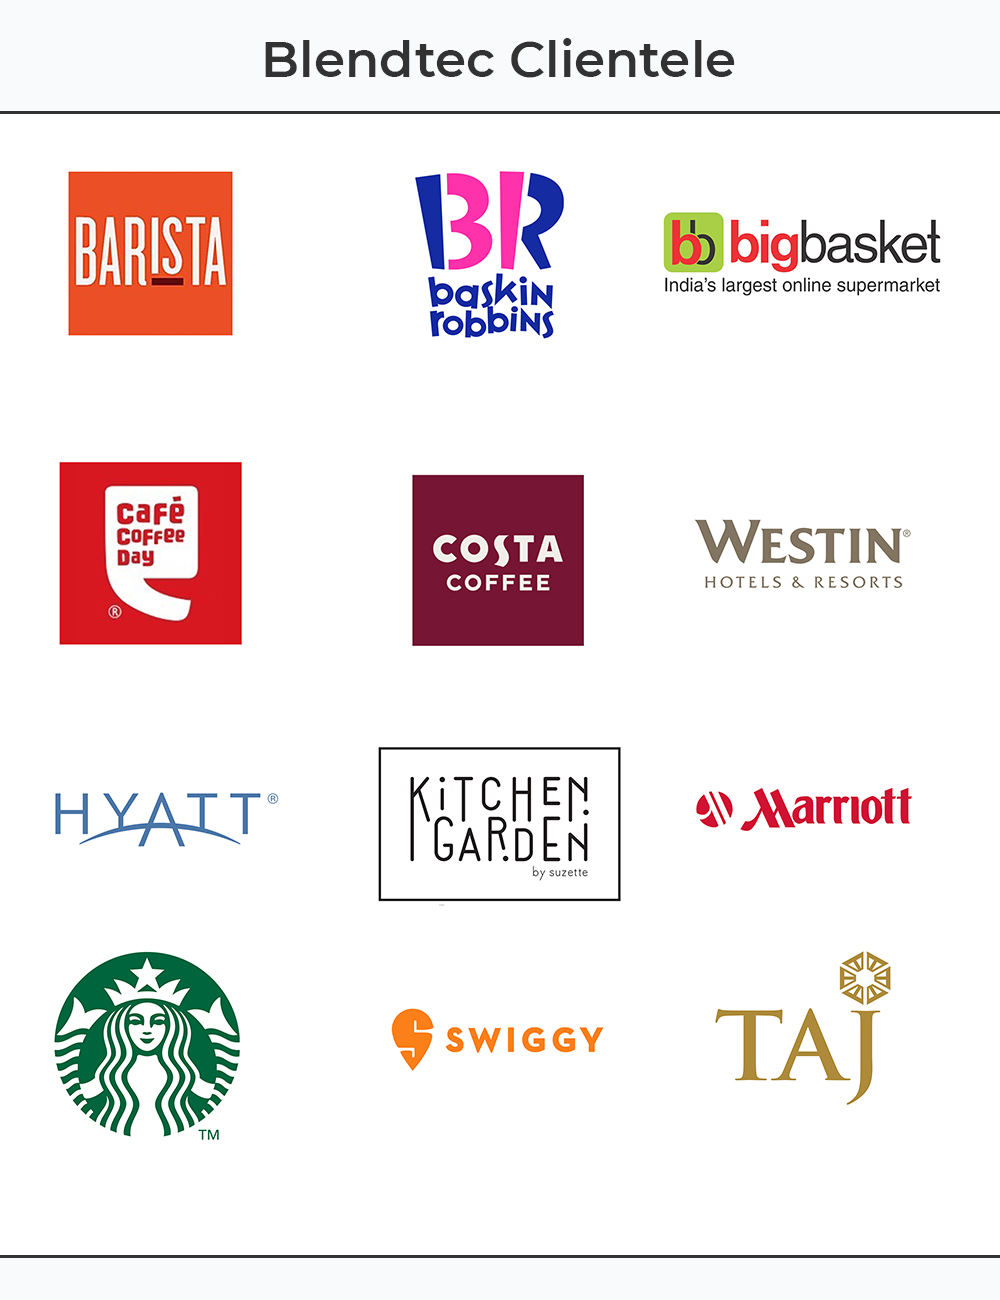 Blendtec Clientele
BARISTA
BR
baskin
robbins
bb bigbasket
India's largest online supermarket
Café
Coffee
Day
®
COSTA
COFFEE
WESTIN®
HOTELS & RESORTS
HYATT®
KiTCHEN
GARDEN
by suzette
Marriott
TM
SWIGGY
TAJ